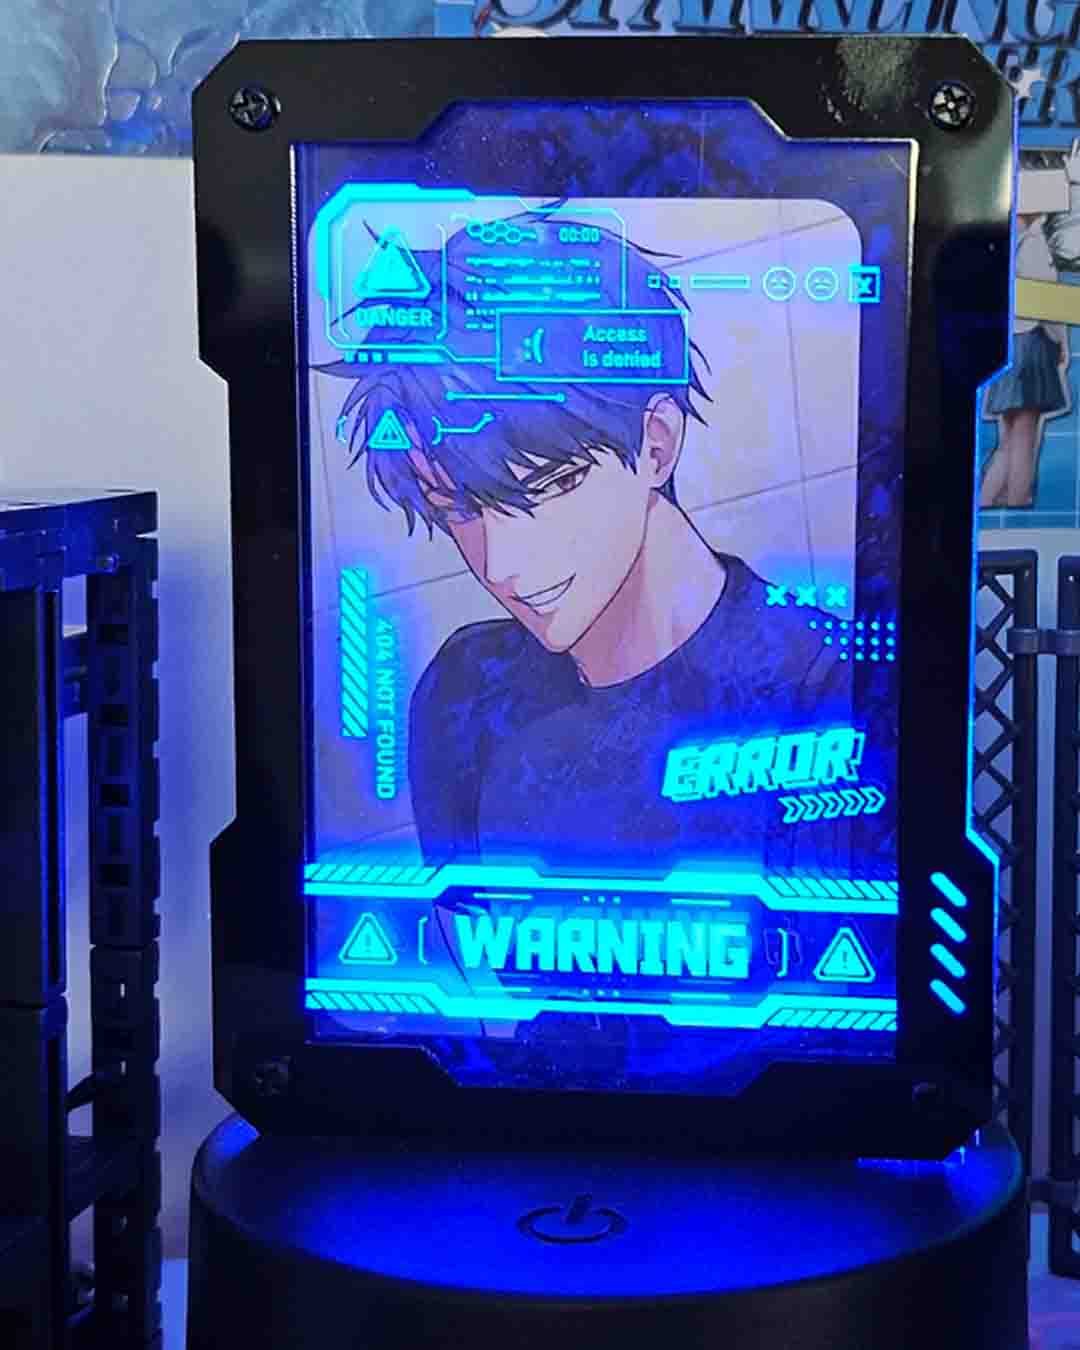 DANGER
00:00
:(
Access
is denied
404 NOT FOUND
ERROR
WARNING